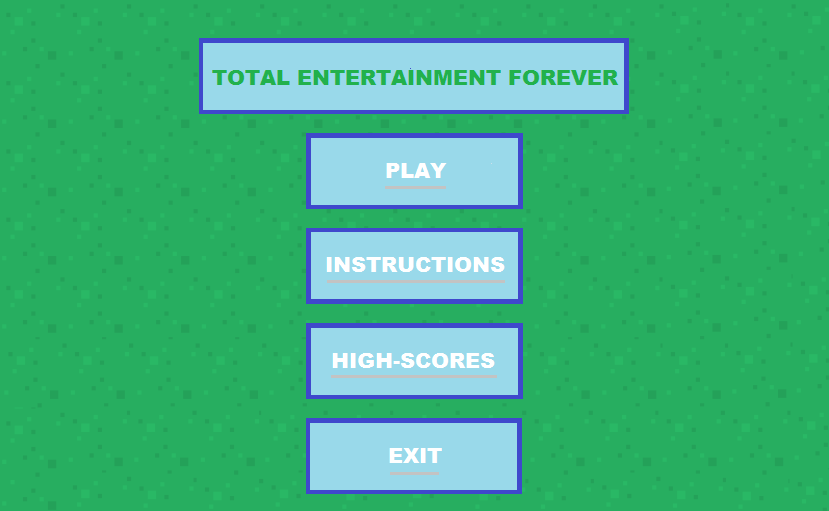 TOTAL ENTERTAINMENT FOREVER
PLAY
INSTRUCTIONS
HIGH-SCORES
EXIT